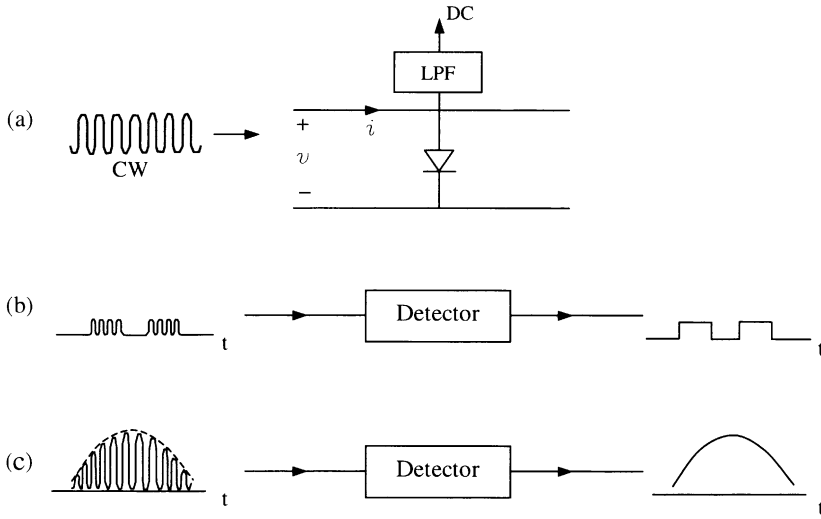 DC
LPF
(a)
+
i
v
CW
−
(b)
Detector
t
t
(c)
Detector
t
t